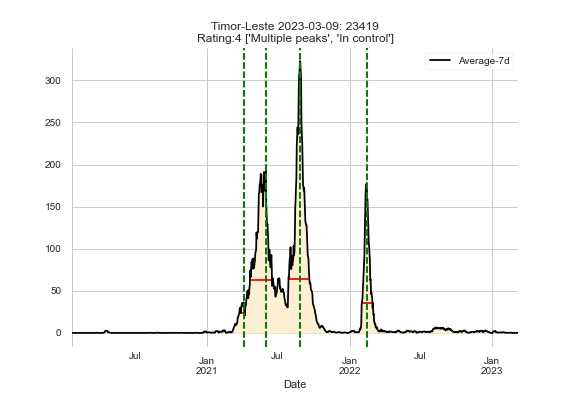 Timor-Leste 2023-03-09: 23419
Rating:4 ['Multiple peaks', 'In control']
Average-7d
300
250
200
150
100
50
0
Jul
Jan
2021
Jul
Jan
2022
Jul
Jan
2023
Date